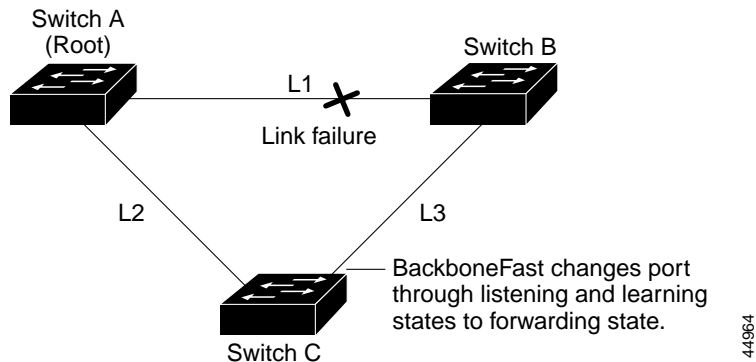 Switch A
(Root)
Switch B
L1
Link failure
L2
L3
BackboneFast changes port
through listening and learning
states to forwarding state.
Switch C
44964